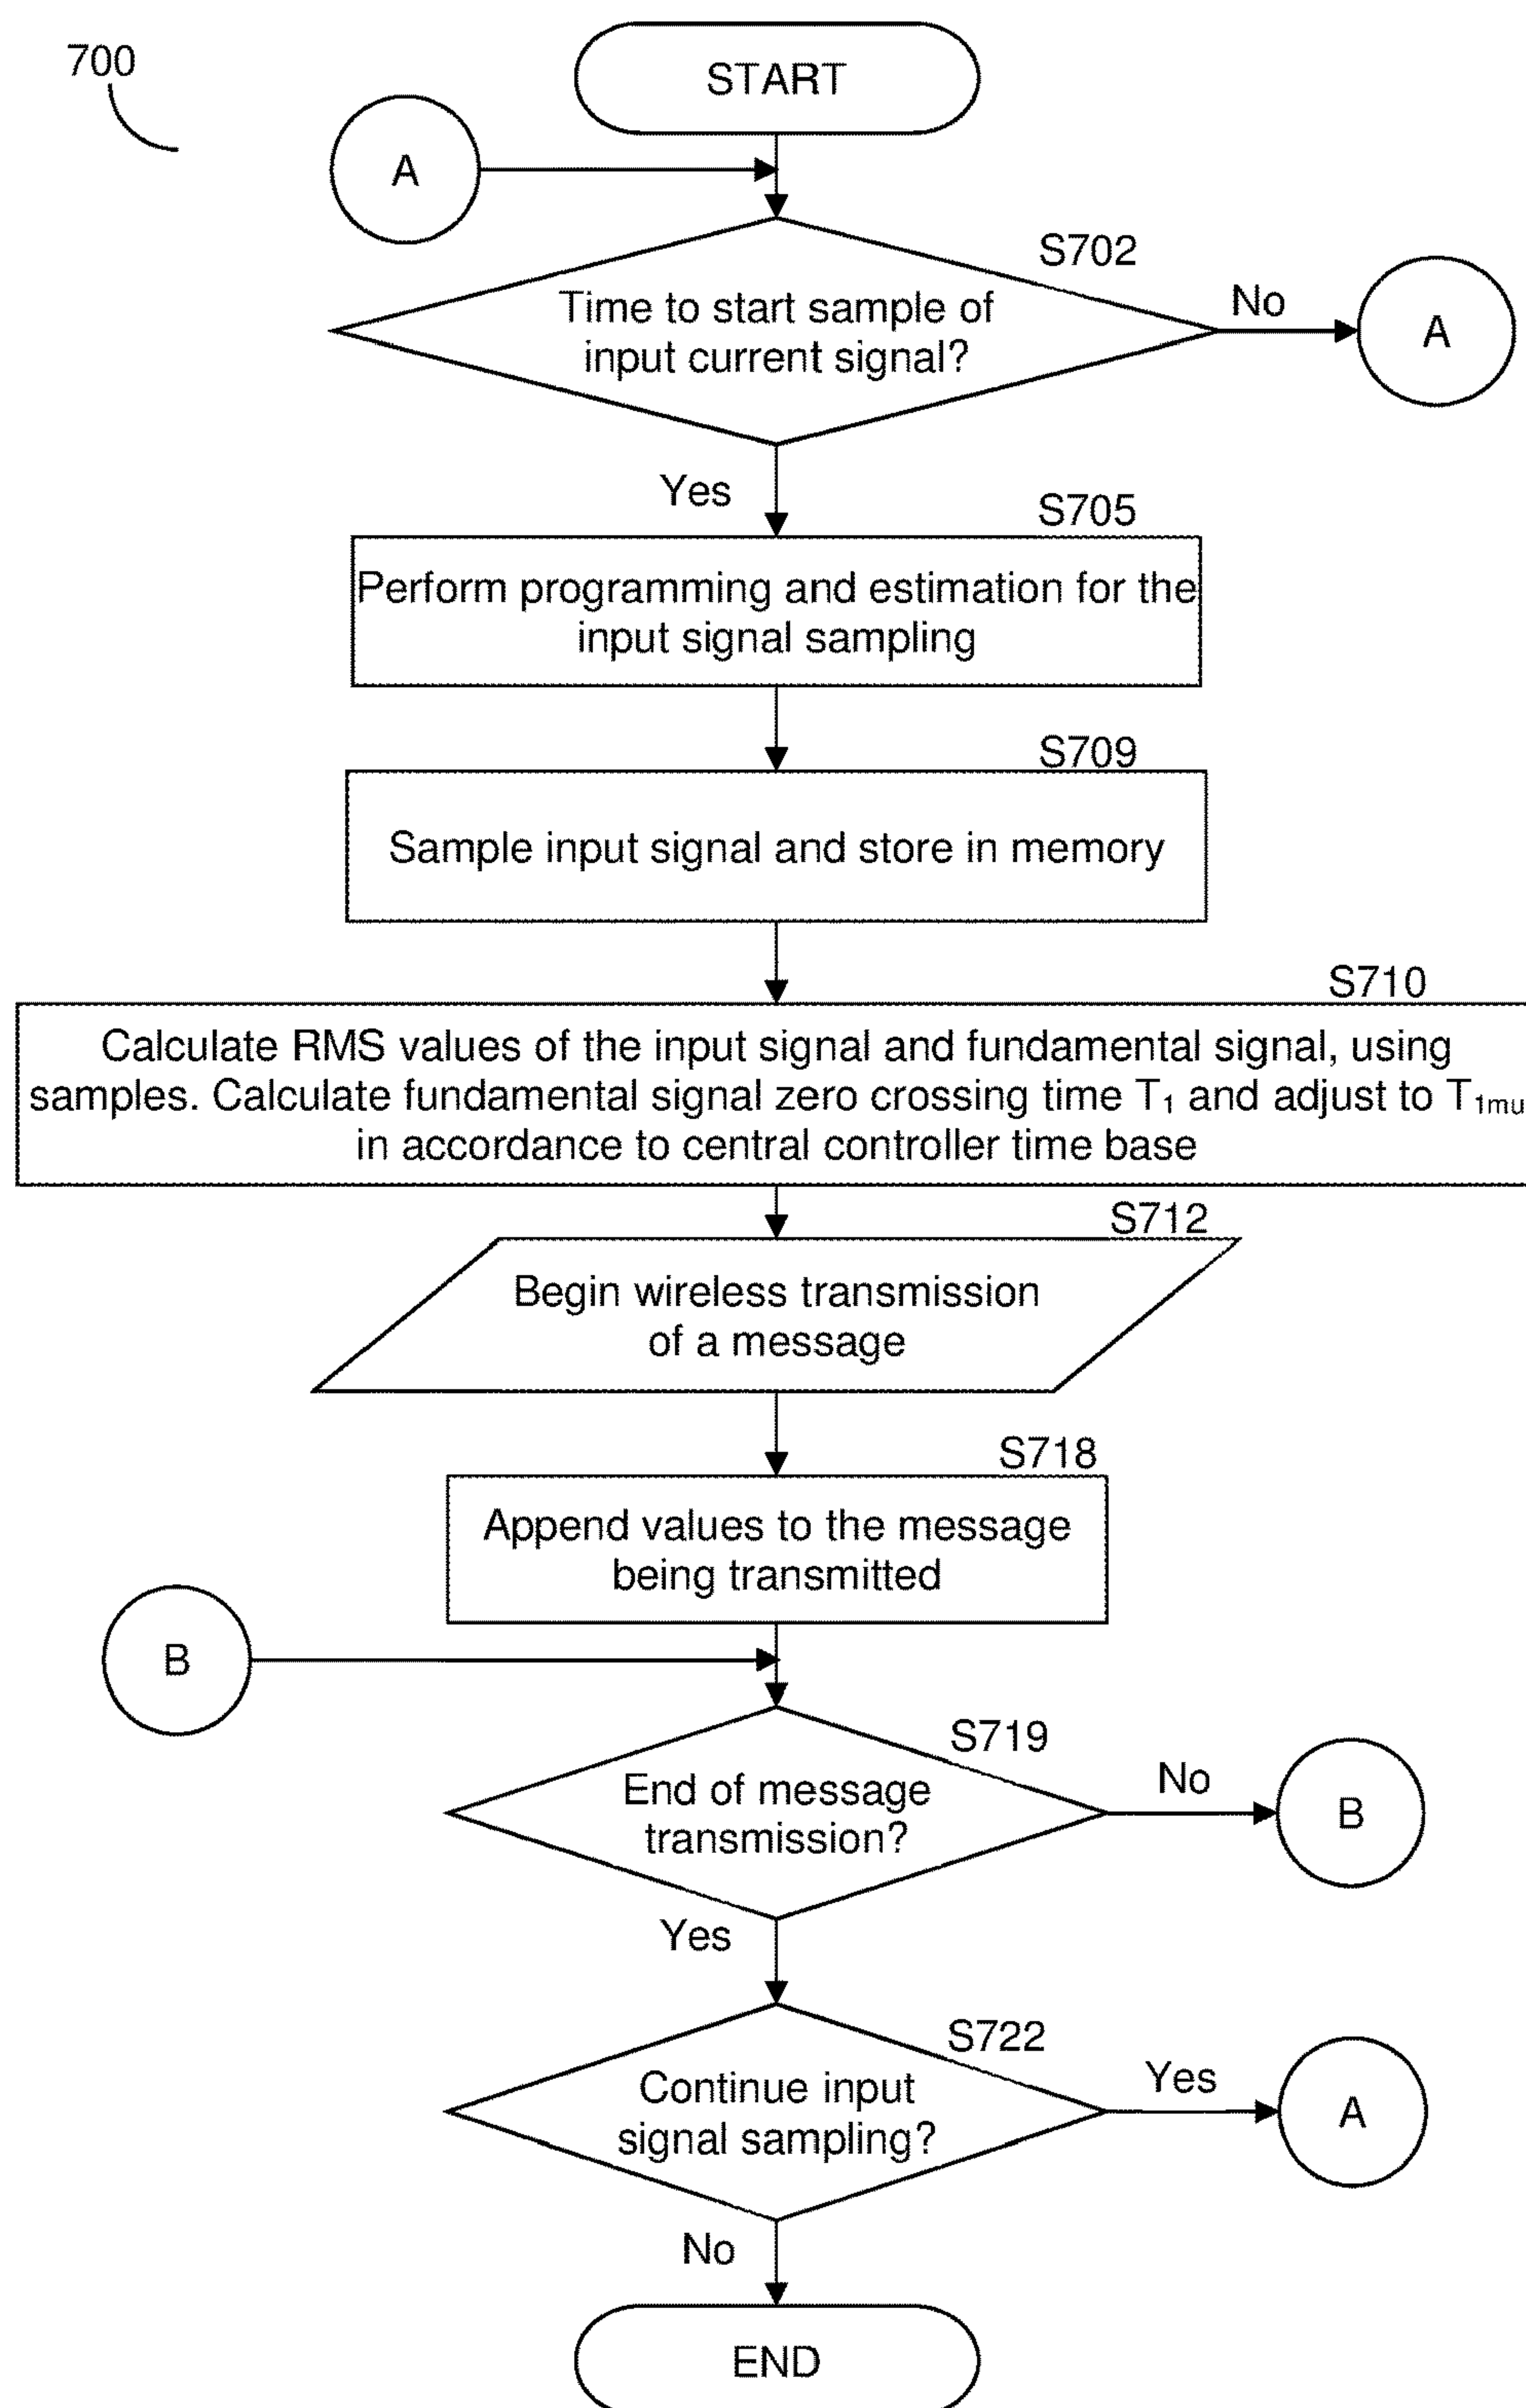 700
START
A
S702
Time to start sample of
input current signal?
No
A
Yes
S705
Perform programming and estimation for the
input signal sampling
S709
Sample input signal and store in memory
S710
Calculate RMS values of the input signal and fundamental signal, using
samples. Calculate fundamental signal zero crossing time T₁ and adjust to T₁mu
in accordance to central controller time base
S712
Begin wireless transmission
of a message
S718
Append values to the message
being transmitted
B
S719
End of message
transmission?
No
B
Yes
S722
Continue input
signal sampling?
Yes
A
No
END